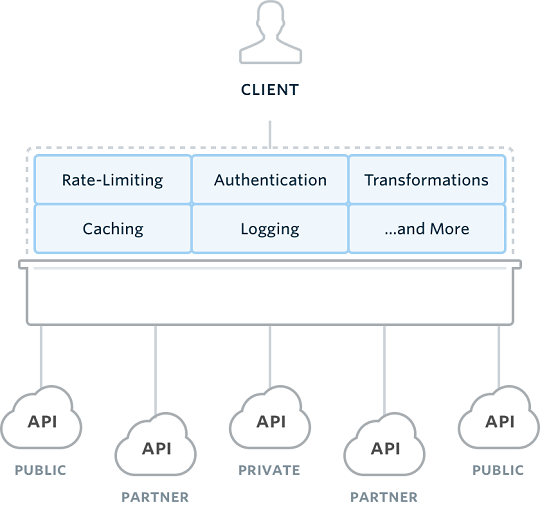 CLIENT
Rate-Limiting Authentication Transformations
Caching Logging ...and More
API API API API API
PUBLIC PARTNER PRIVATE PARTNER PUBLIC